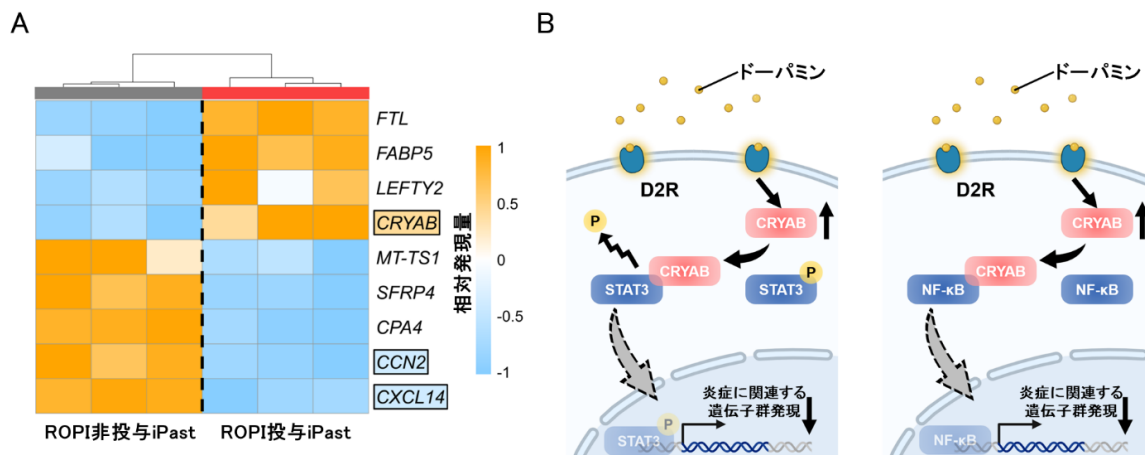 A
FTL
FABP5
LEFTY2
CRYAB
MT-TS1
SFRP4
CPA4
CCN2
CXCL14
ROPI非投与iPast
ROPI投与iPast
1
0.5
0
-0.5
-1
相対発現量
B
ドーパミン
D2R
CRYAB
P
CRYAB
STAT3
P
STAT3
炎症に関連する
遺伝子群発現
P
STAT3
ドーパミン
D2R
CRYAB
CRYAB
NF-κB
NF-κB
炎症に関連する
遺伝子群発現
NF-κB